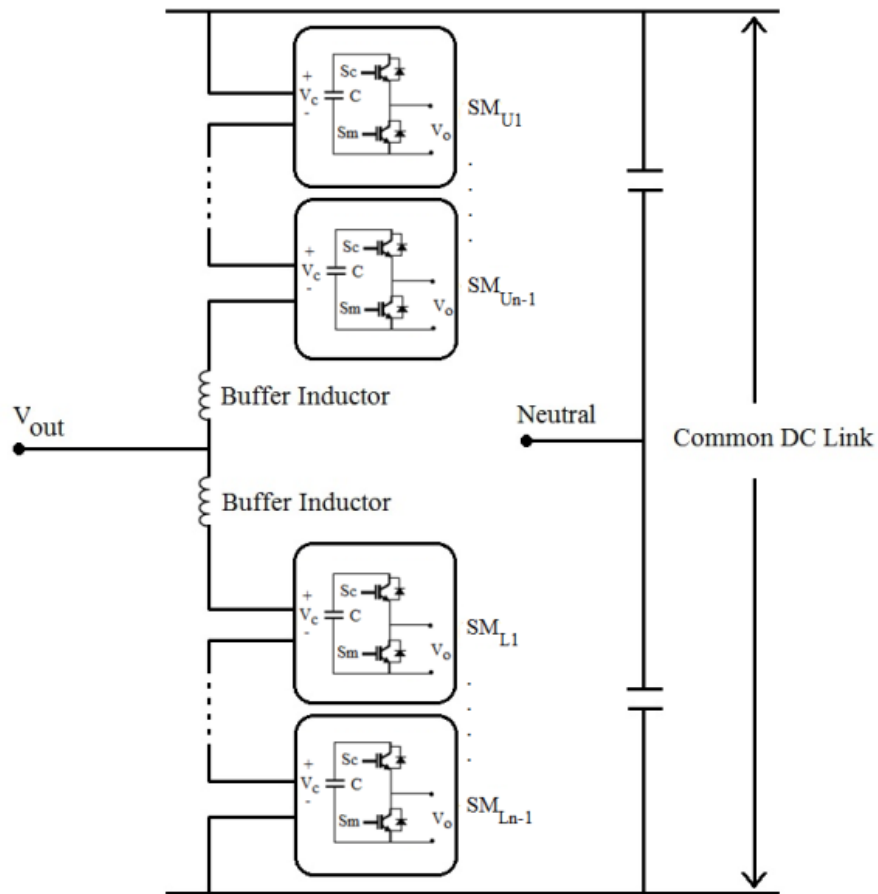 Sc
+
Vc
C
-
Sm
Vo
SMU1
Sc
+
Vc
C
-
Sm
Vo
SMUn-1
Buffer Inductor
Vout
Neutral
Common DC Link
Buffer Inductor
Sc
+
Vc
C
-
Sm
Vo
SML1
Sc
+
Vc
C
-
Sm
Vo
SMLn-1